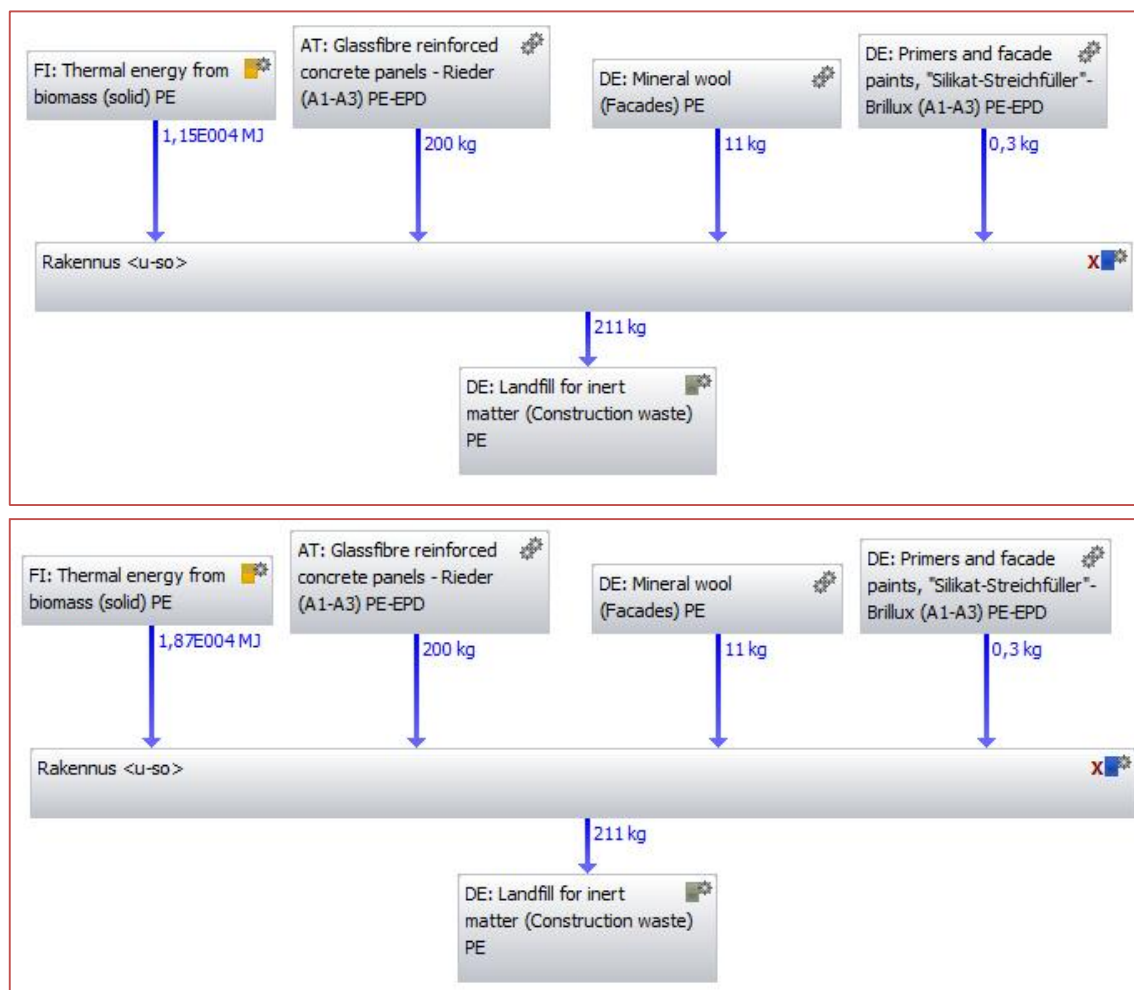 FI: Thermal energy from
biomass (solid) PE
AT: Glassfibre reinforced
concrete panels - Rieder
(A1-A3) PE-EPD
DE: Mineral wool
(Facades) PE
DE: Primers and facade
paints, "Silikat-Streichfüller"-
Brillux (A1-A3) PE-EPD
1,15E004 MJ
200 kg
11 kg
0,3 kg
Rakennus <u-so>
X
211 kg
DE: Landfill for inert
matter (Construction waste)
PE
FI: Thermal energy from
biomass (solid) PE
AT: Glassfibre reinforced
concrete panels - Rieder
(A1-A3) PE-EPD
DE: Mineral wool
(Facades) PE
DE: Primers and facade
paints, "Silikat-Streichfüller"-
Brillux (A1-A3) PE-EPD
1,87E004 MJ
200 kg
11 kg
0,3 kg
Rakennus <u-so>
X
211 kg
DE: Landfill for inert
matter (Construction waste)
PE